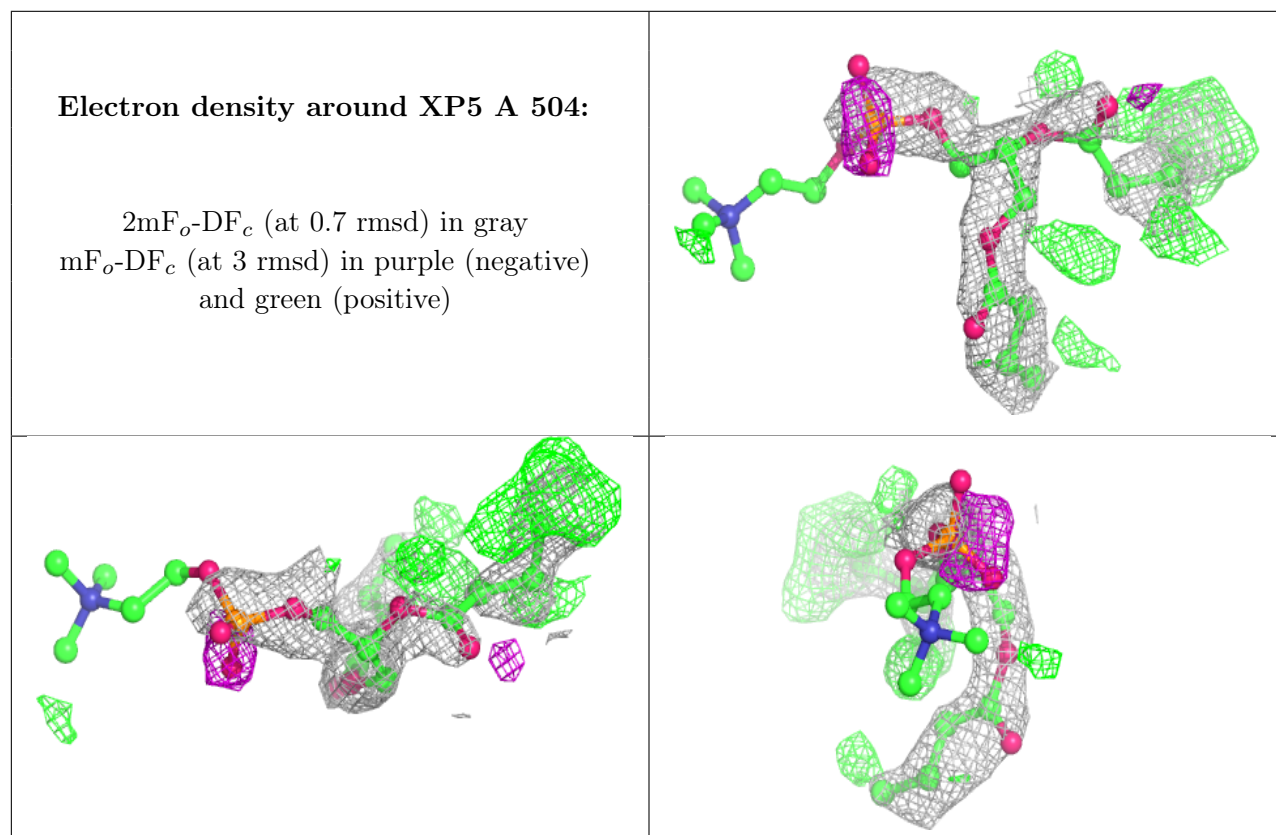 Electron density around XP5 A 504:
2mFₒ-DF𝒸 (at 0.7 rmsd) in gray
mFₒ-DF𝒸 (at 3 rmsd) in purple (negative)
and green (positive)